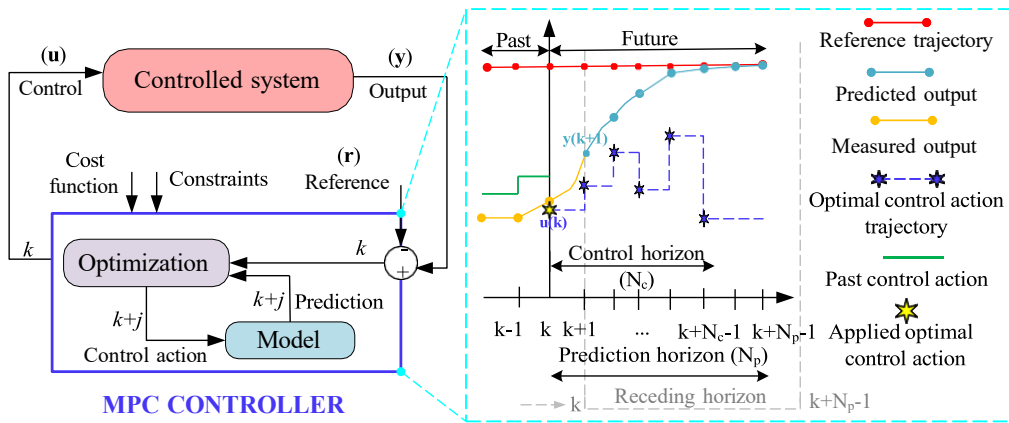 (u)
Control
Controlled system
(y)
Output
Cost
function
Constraints
(r)
Reference
k
Optimization
k
-
+
k+j
Prediction
k+j
Control action
Model
MPC CONTROLLER
Past
Future
y(k+1)
u(k)
Control horizon
(Nc)
k-1
k
k+1
...
k+Nc-1
k+Np-1
Prediction horizon (Np)
k
Receding horizon
k+Np-1
Reference trajectory
Predicted output
Measured output
Optimal control action
trajectory
Past control action
Applied optimal
control action